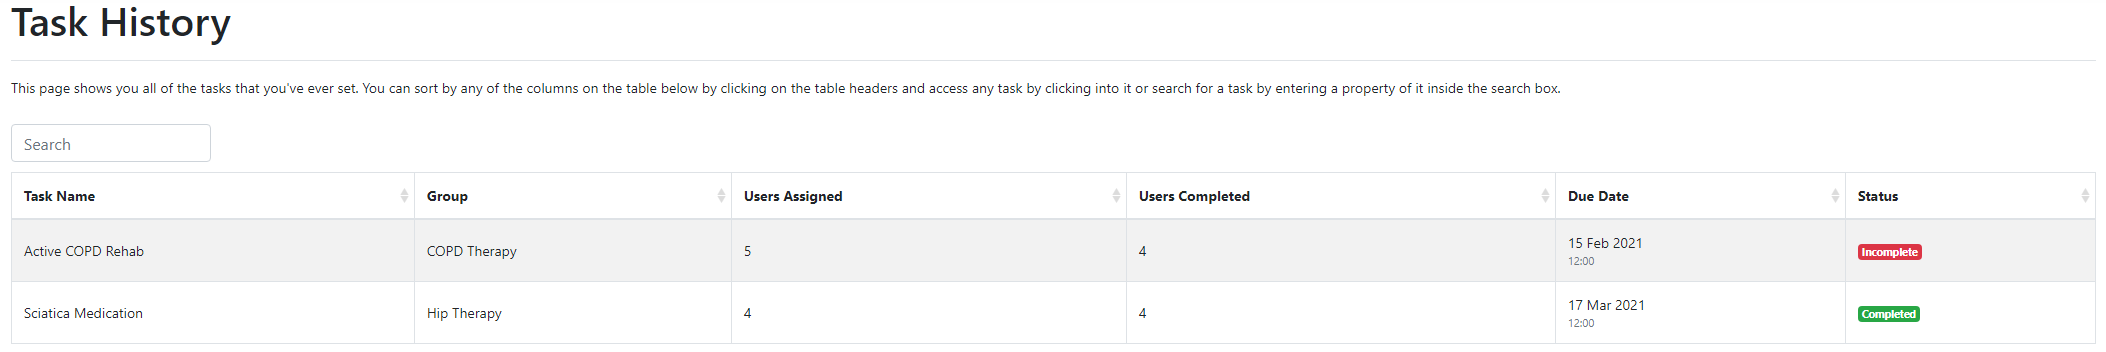 Task History
This page shows you all of the tasks that you've ever set. You can sort by any of the columns on the table below by clicking on the table headers and access any task by clicking into it or search for a task by entering a property of it inside the search box.
Search
Task Name Group Users Assigned Users Completed Due Date Status
Active COPD Rehab COPD Therapy 5 4 15 Feb 2021 Incomplete
12:00
Sciatica Medication Hip Therapy 4 4 17 Mar 2021 Completed
12:00